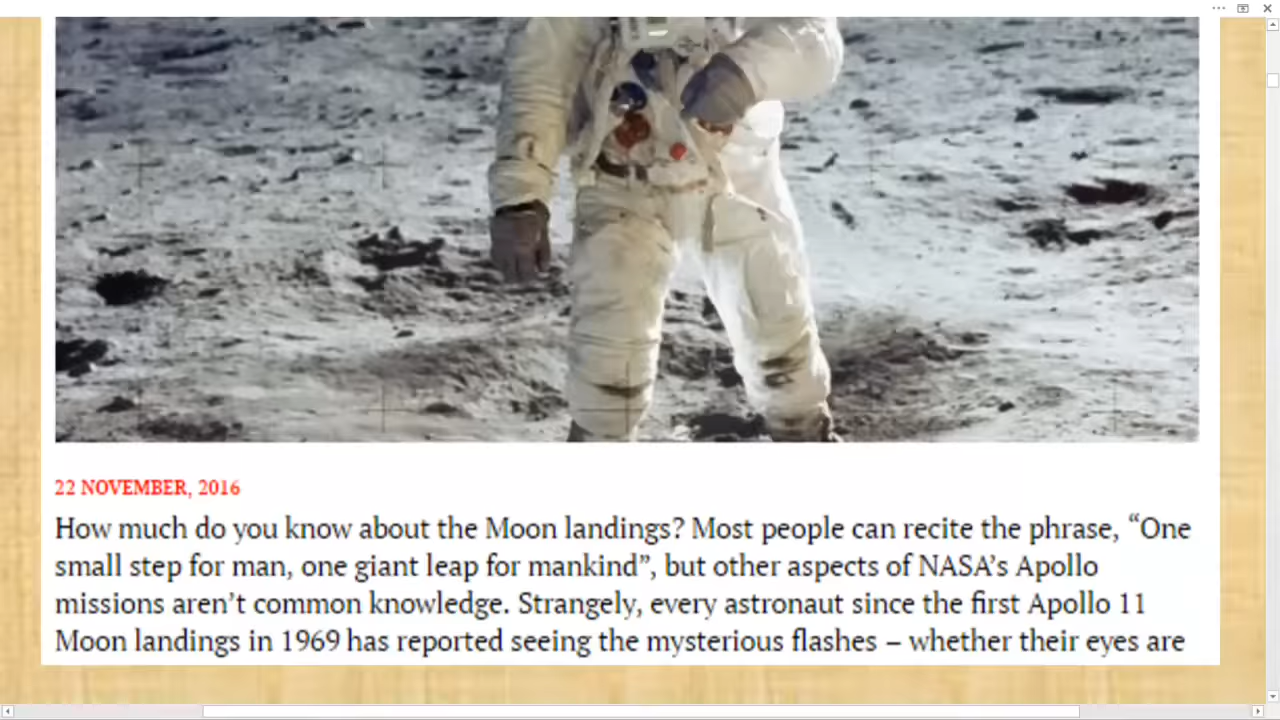 22 NOVEMBER, 2016
How much do you know about the Moon landings? Most people can recite the phrase, “One
small step for man, one giant leap for mankind”, but other aspects of NASA’s Apollo
missions aren’t common knowledge. Strangely, every astronaut since the first Apollo 11
Moon landings in 1969 has reported seeing the mysterious flashes – whether their eyes are